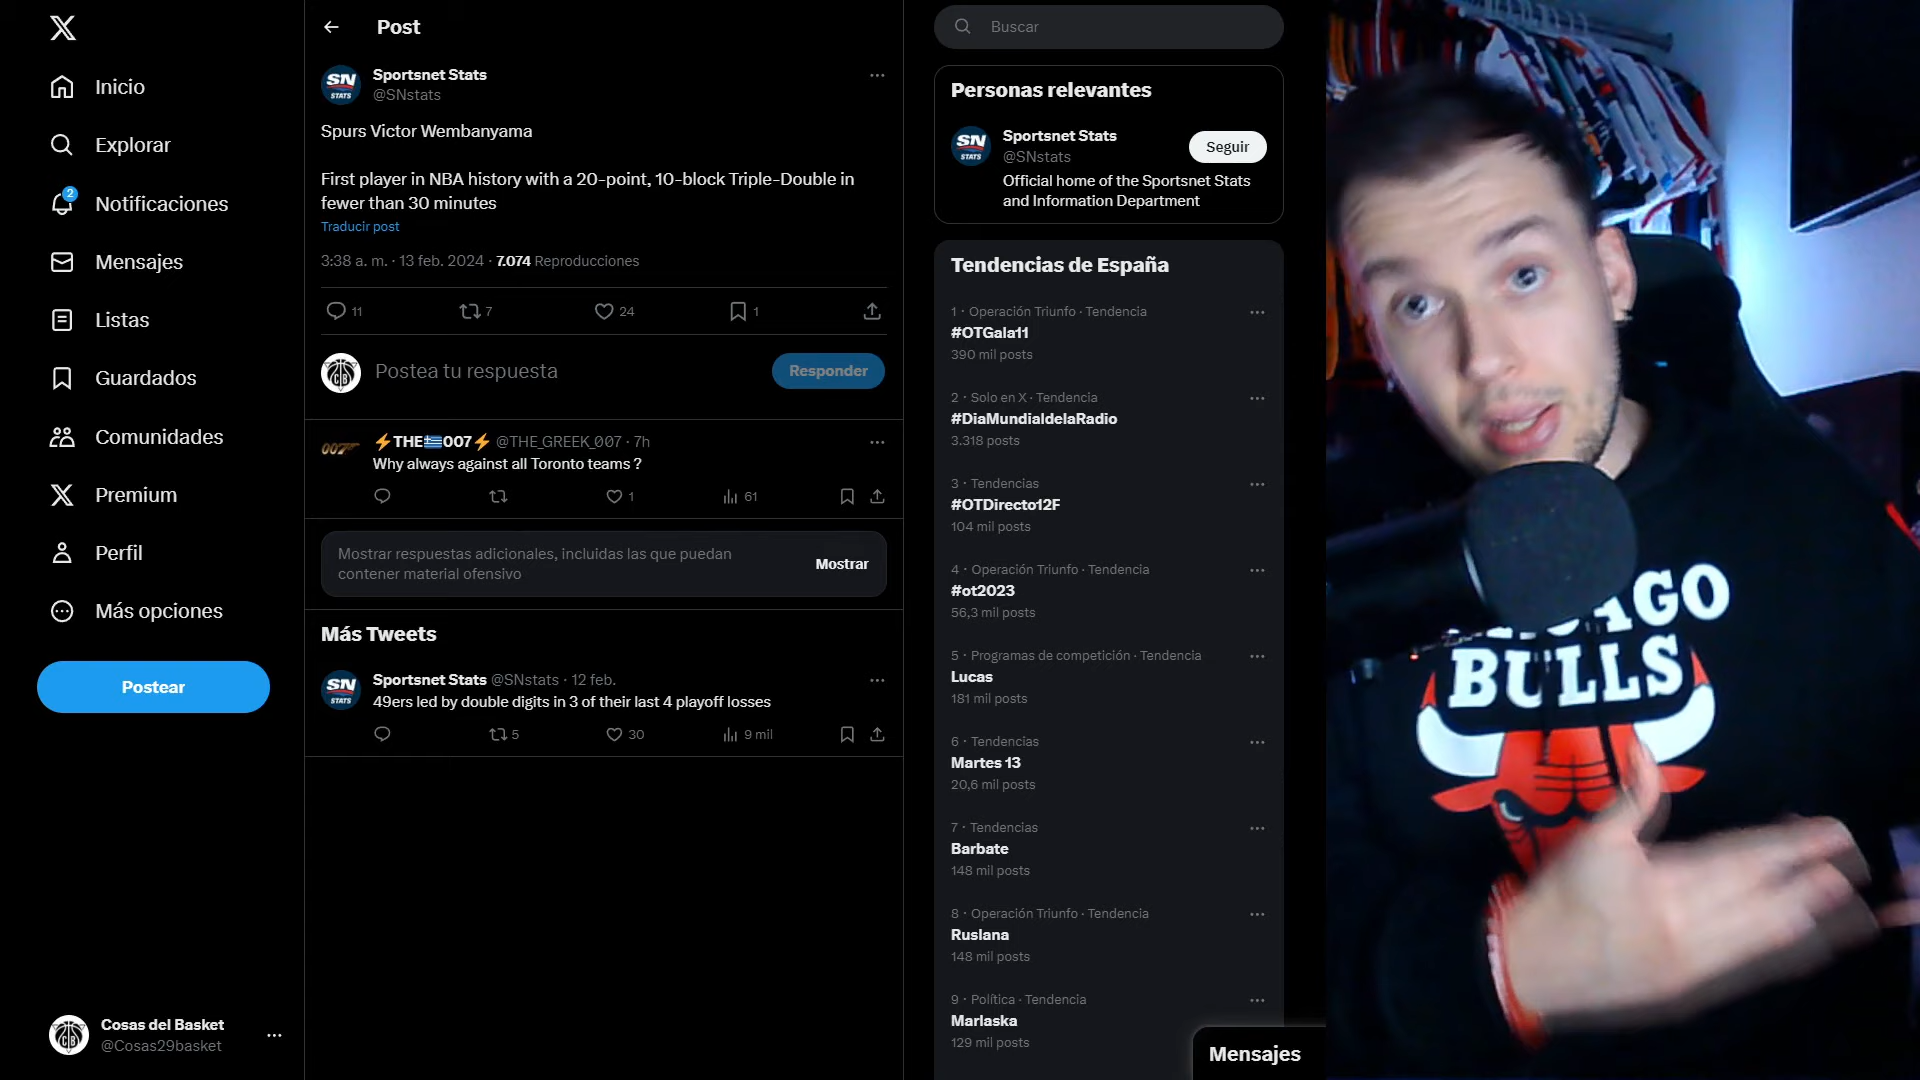 Inicio
Explorar
2
Notificaciones
Mensajes
Listas
Guardados
Comunidades
Premium
Perfil
Más opciones
Postear
Cosas del Basket
@Cosas29basket
Post
SN
STATS
Sportsnet Stats
@SNstats
Spurs Victor Wembanyama
First player in NBA history with a 20-point, 10-block Triple-Double in
fewer than 30 minutes
Traducir post
3:38 a. m. · 13 feb. 2024 · 7.074 Reproducciones
11 7 24 1
CB
Postea tu respuesta
Responder
007
⚡THE🇬🇷007⚡ @THE_GREEK_007 · 7h
Why always against all Toronto teams ?
1 61
Mostrar respuestas adicionales, incluidas las que puedan
contener material ofensivo
Mostrar
Más Tweets
SN
STATS
Sportsnet Stats @SNstats · 12 feb.
49ers led by double digits in 3 of their last 4 playoff losses
5 30 9 mil
Buscar
Personas relevantes
SN
STATS
Sportsnet Stats
@SNstats
Seguir
Official home of the Sportsnet Stats
and Information Department
Tendencias de España
1 · Operación Triunfo · Tendencia
#OTGala11
390 mil posts
2 · Solo en X · Tendencia
#DiaMundialdelaRadio
3.318 posts
3 · Tendencias
#OTDirecto12F
104 mil posts
4 · Operación Triunfo · Tendencia
#ot2023
56,3 mil posts
5 · Programas de competición · Tendencia
Lucas
181 mil posts
6 · Tendencias
Martes 13
20,6 mil posts
7 · Tendencias
Barbate
148 mil posts
8 · Operación Triunfo · Tendencia
Ruslana
148 mil posts
9 · Política · Tendencia
Marlaska
129 mil posts
Mensajes
AGO
BULLS